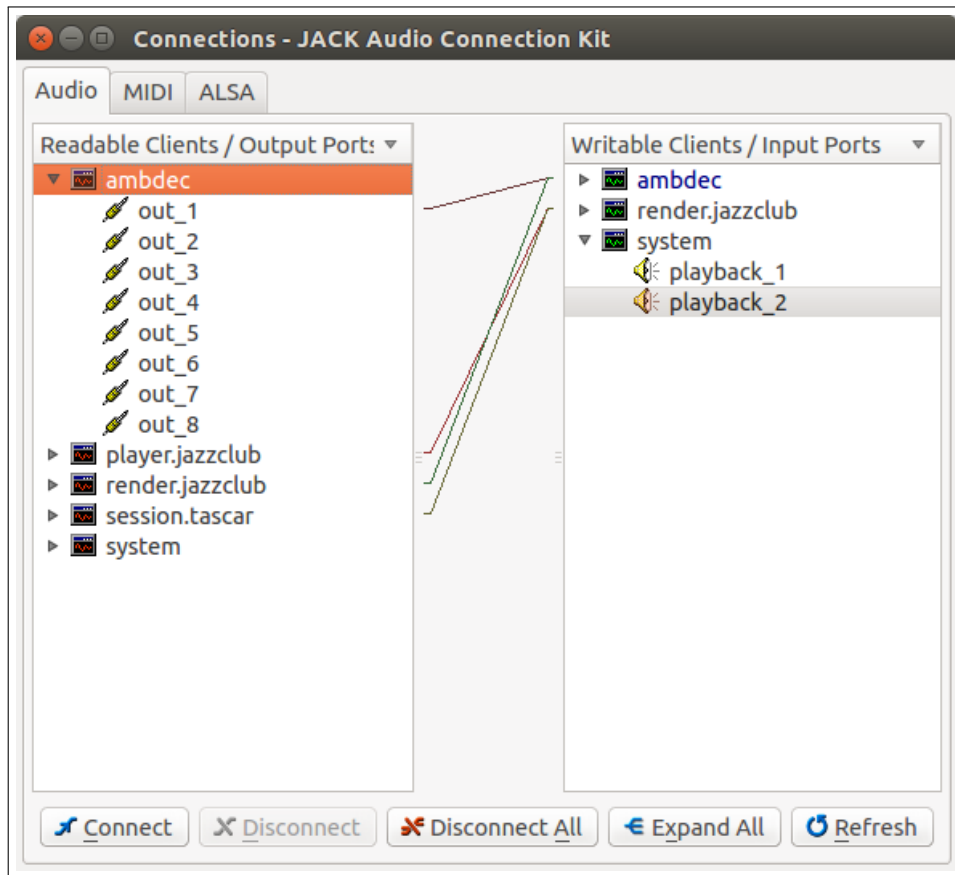 Connections - JACK Audio Connection Kit
Audio MIDI ALSA
Readable Clients / Output Ports
ambdec
out_1
out_2
out_3
out_4
out_5
out_6
out_7
out_8
player.jazzclub
render.jazzclub
session.tascar
system
Writable Clients / Input Ports
ambdec
render.jazzclub
system
playback_1
playback_2
Connect Disconnect Disconnect All Expand All Refresh